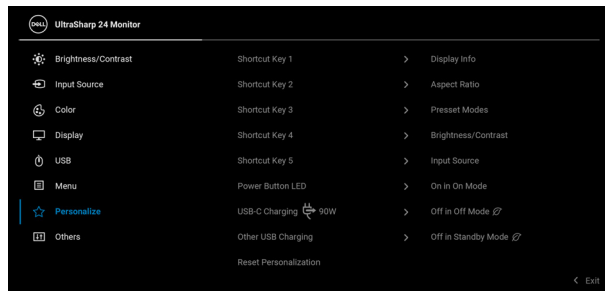 DELL UltraSharp 24 Monitor
Brightness/Contrast Shortcut Key 1 > Display Info
Input Source Shortcut Key 2 > Aspect Ratio
Color Shortcut Key 3 > Presset Modes
Display Shortcut Key 4 > Brightness/Contrast
USB Shortcut Key 5 > Input Source
Menu Power Button LED > On in On Mode
Personalize USB-C Charging 90W > Off in Off Mode
Others Other USB Charging > Off in Standby Mode
Reset Personalization
< Exit